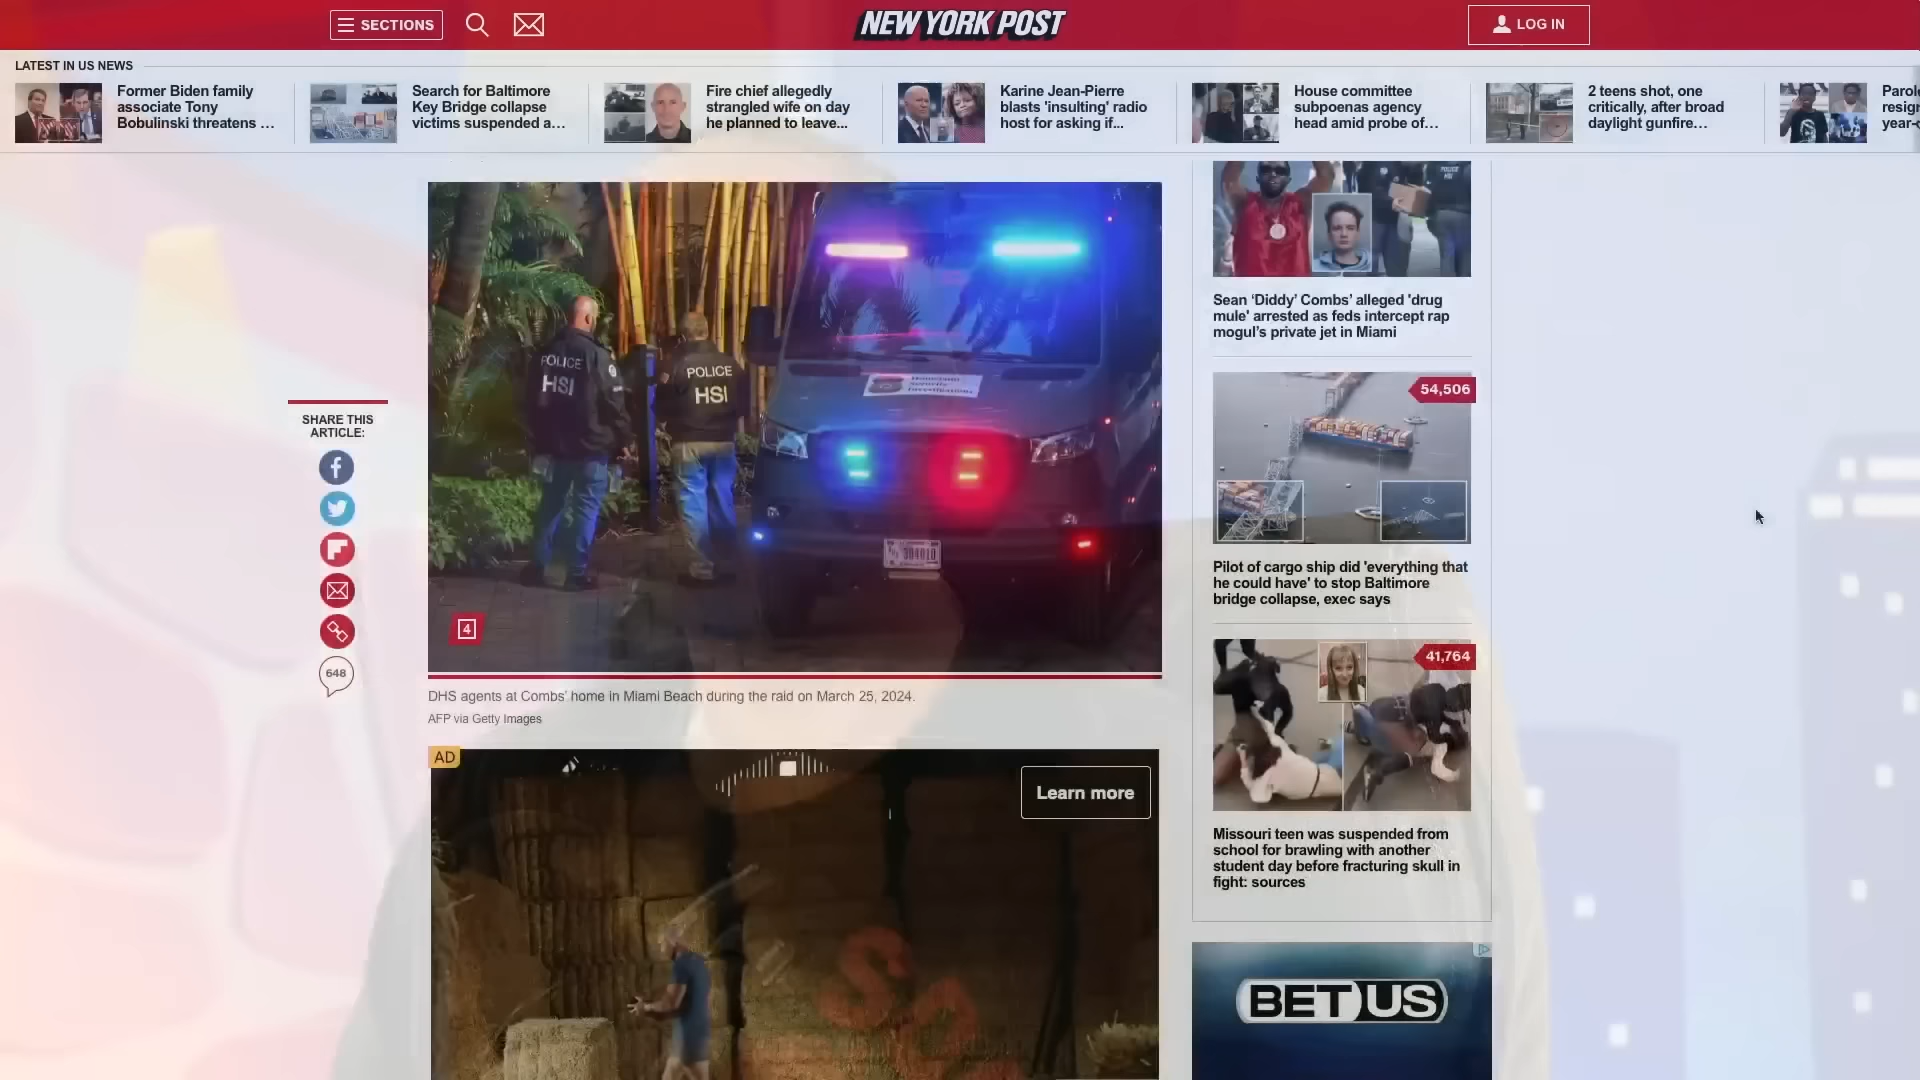 SECTIONS
NEW YORK POST
LOG IN
LATEST IN US NEWS
Former Biden family
associate Tony
Bobulinski threatens ...
Search for Baltimore
Key Bridge collapse
victims suspended a...
Fire chief allegedly
strangled wife on day
he planned to leave...
Karine Jean-Pierre
blasts 'insulting' radio
host for asking if...
House committee
subpoenas agency
head amid probe of...
2 teens shot, one
critically, after broad
daylight gunfire...
SHARE THIS
ARTICLE:
648
POLICE
HSI
POLICE
HSI
Homeland
Security
Investigations
4
DHS agents at Combs' home in Miami Beach during the raid on March 25, 2024.
AFP via Getty Images
AD
Learn more
Sean ‘Diddy’ Combs’ alleged 'drug
mule' arrested as feds intercept rap
mogul’s private jet in Miami
54,506
Pilot of cargo ship did 'everything that
he could have' to stop Baltimore
bridge collapse, exec says
41,764
Missouri teen was suspended from
school for brawling with another
student day before fracturing skull in
fight: sources
BETUS